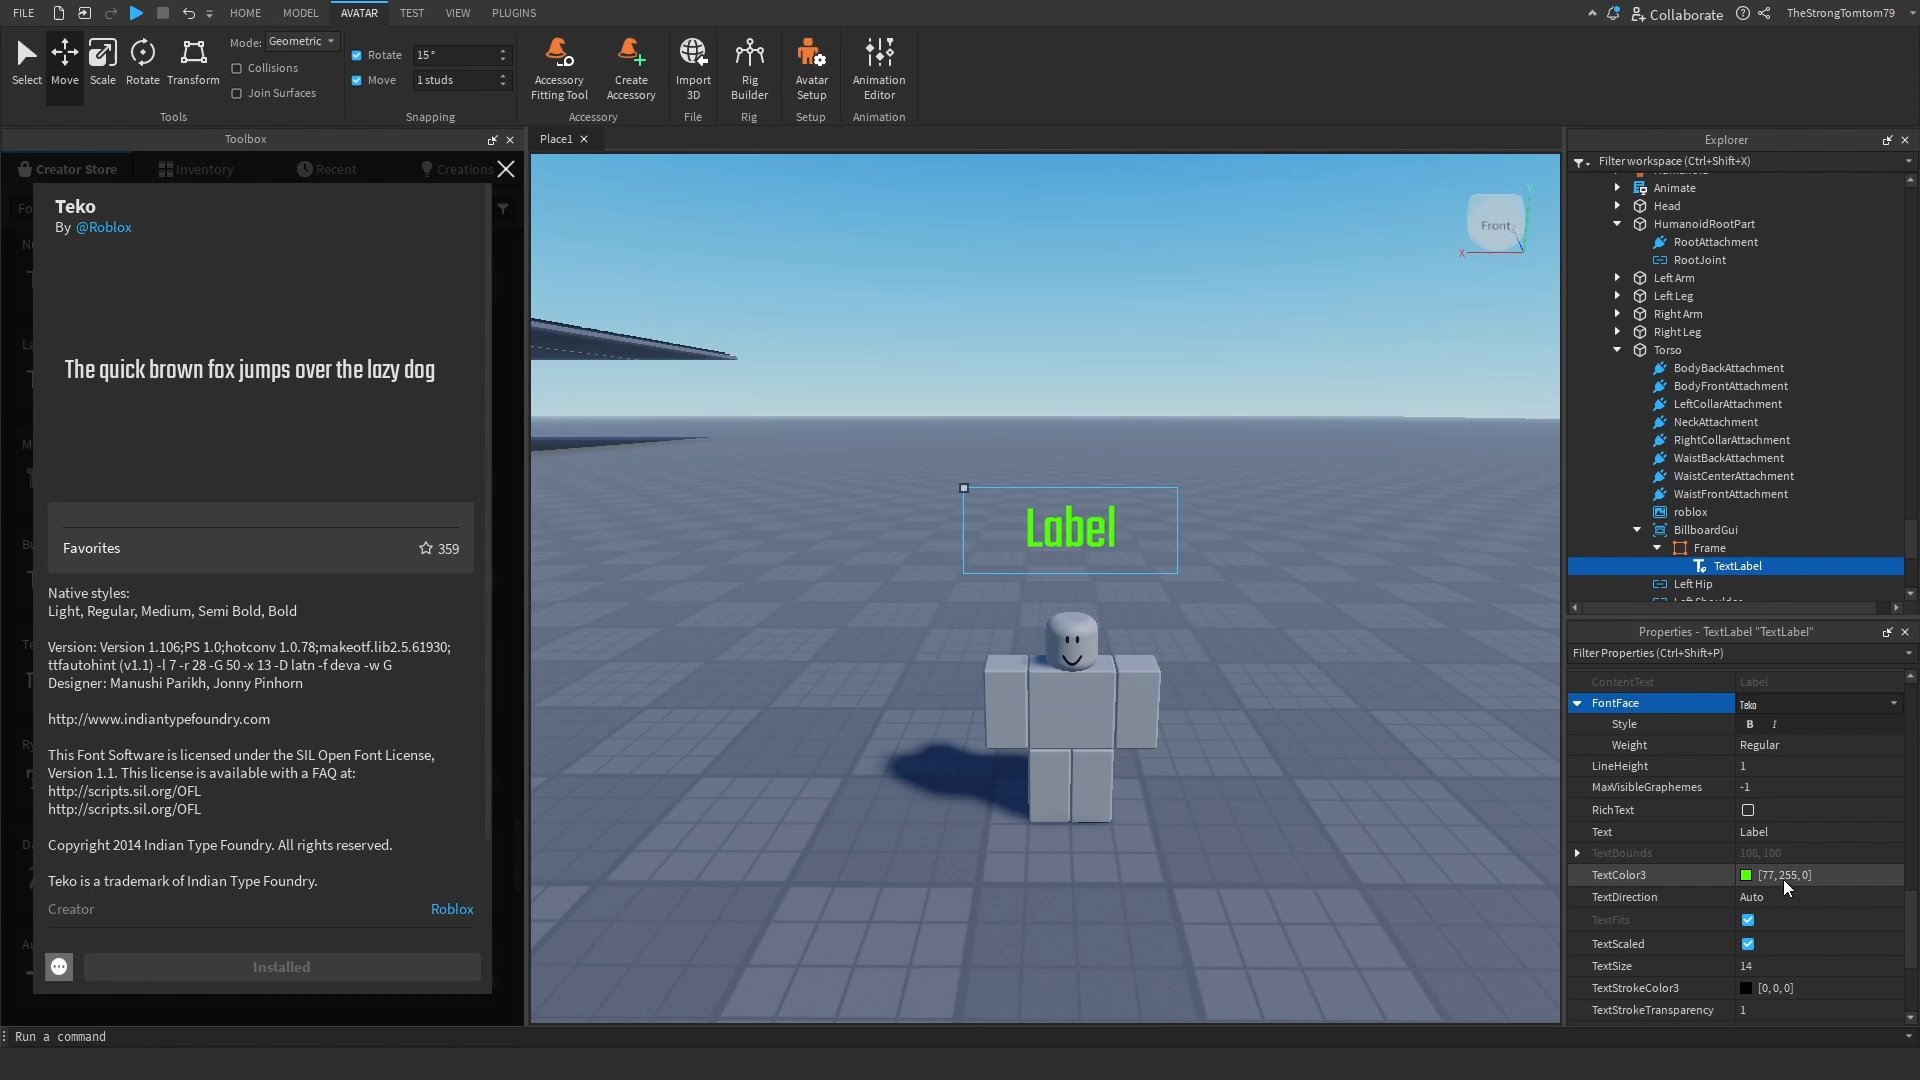 FILE
HOME
MODEL
AVATAR
TEST
VIEW
PLUGINS
Collaborate
TheStrongTomtom79
Select
Move
Scale
Rotate
Transform
Mode: Geometric
Collisions
Join Surfaces
Tools
Rotate 15°
Move 1 studs
Snapping
Accessory
Fitting Tool
Create
Accessory
Accessory
Import
3D
File
Rig
Builder
Rig
Avatar
Setup
Setup
Animation
Editor
Animation
Toolbox
Creator Store
Inventory
Recent
Creations
Teko
By @Roblox
The quick brown fox jumps over the lazy dog
Favorites
359
Native styles:
Light, Regular, Medium, Semi Bold, Bold
Version: Version 1.106;PS 1.0;hotconv 1.0.78;makeotf.lib2.5.61930;
ttfautohint (v1.1) -l 7 -r 28 -G 50 -x 13 -D latn -f deva -w G
Designer: Manushi Parikh, Jonny Pinhorn
http://www.indiantypefoundry.com
This Font Software is licensed under the SIL Open Font License,
Version 1.1. This license is available with a FAQ at:
http://scripts.sil.org/OFL
http://scripts.sil.org/OFL
Copyright 2014 Indian Type Foundry. All rights reserved.
Teko is a trademark of Indian Type Foundry.
Creator
Roblox
Installed
Place1
Front
Y
X
Z
Label
Explorer
Filter workspace (Ctrl+Shift+X)
Animate
Head
HumanoidRootPart
RootAttachment
RootJoint
Left Arm
Left Leg
Right Arm
Right Leg
Torso
BodyBackAttachment
BodyFrontAttachment
LeftCollarAttachment
NeckAttachment
RightCollarAttachment
WaistBackAttachment
WaistCenterAttachment
WaistFrontAttachment
roblox
BillboardGui
Frame
TextLabel
Left Hip
Properties - TextLabel "TextLabel"
Filter Properties (Ctrl+Shift+P)
ContentText Label
FontFace Teko
Style B I
Weight Regular
LineHeight 1
MaxVisibleGraphemes -1
RichText
Text Label
TextBounds 108, 100
TextColor3 [77, 255, 0]
TextDirection Auto
TextFits
TextScaled
TextSize 14
TextStrokeColor3 [0, 0, 0]
TextStrokeTransparency 1
Run a command